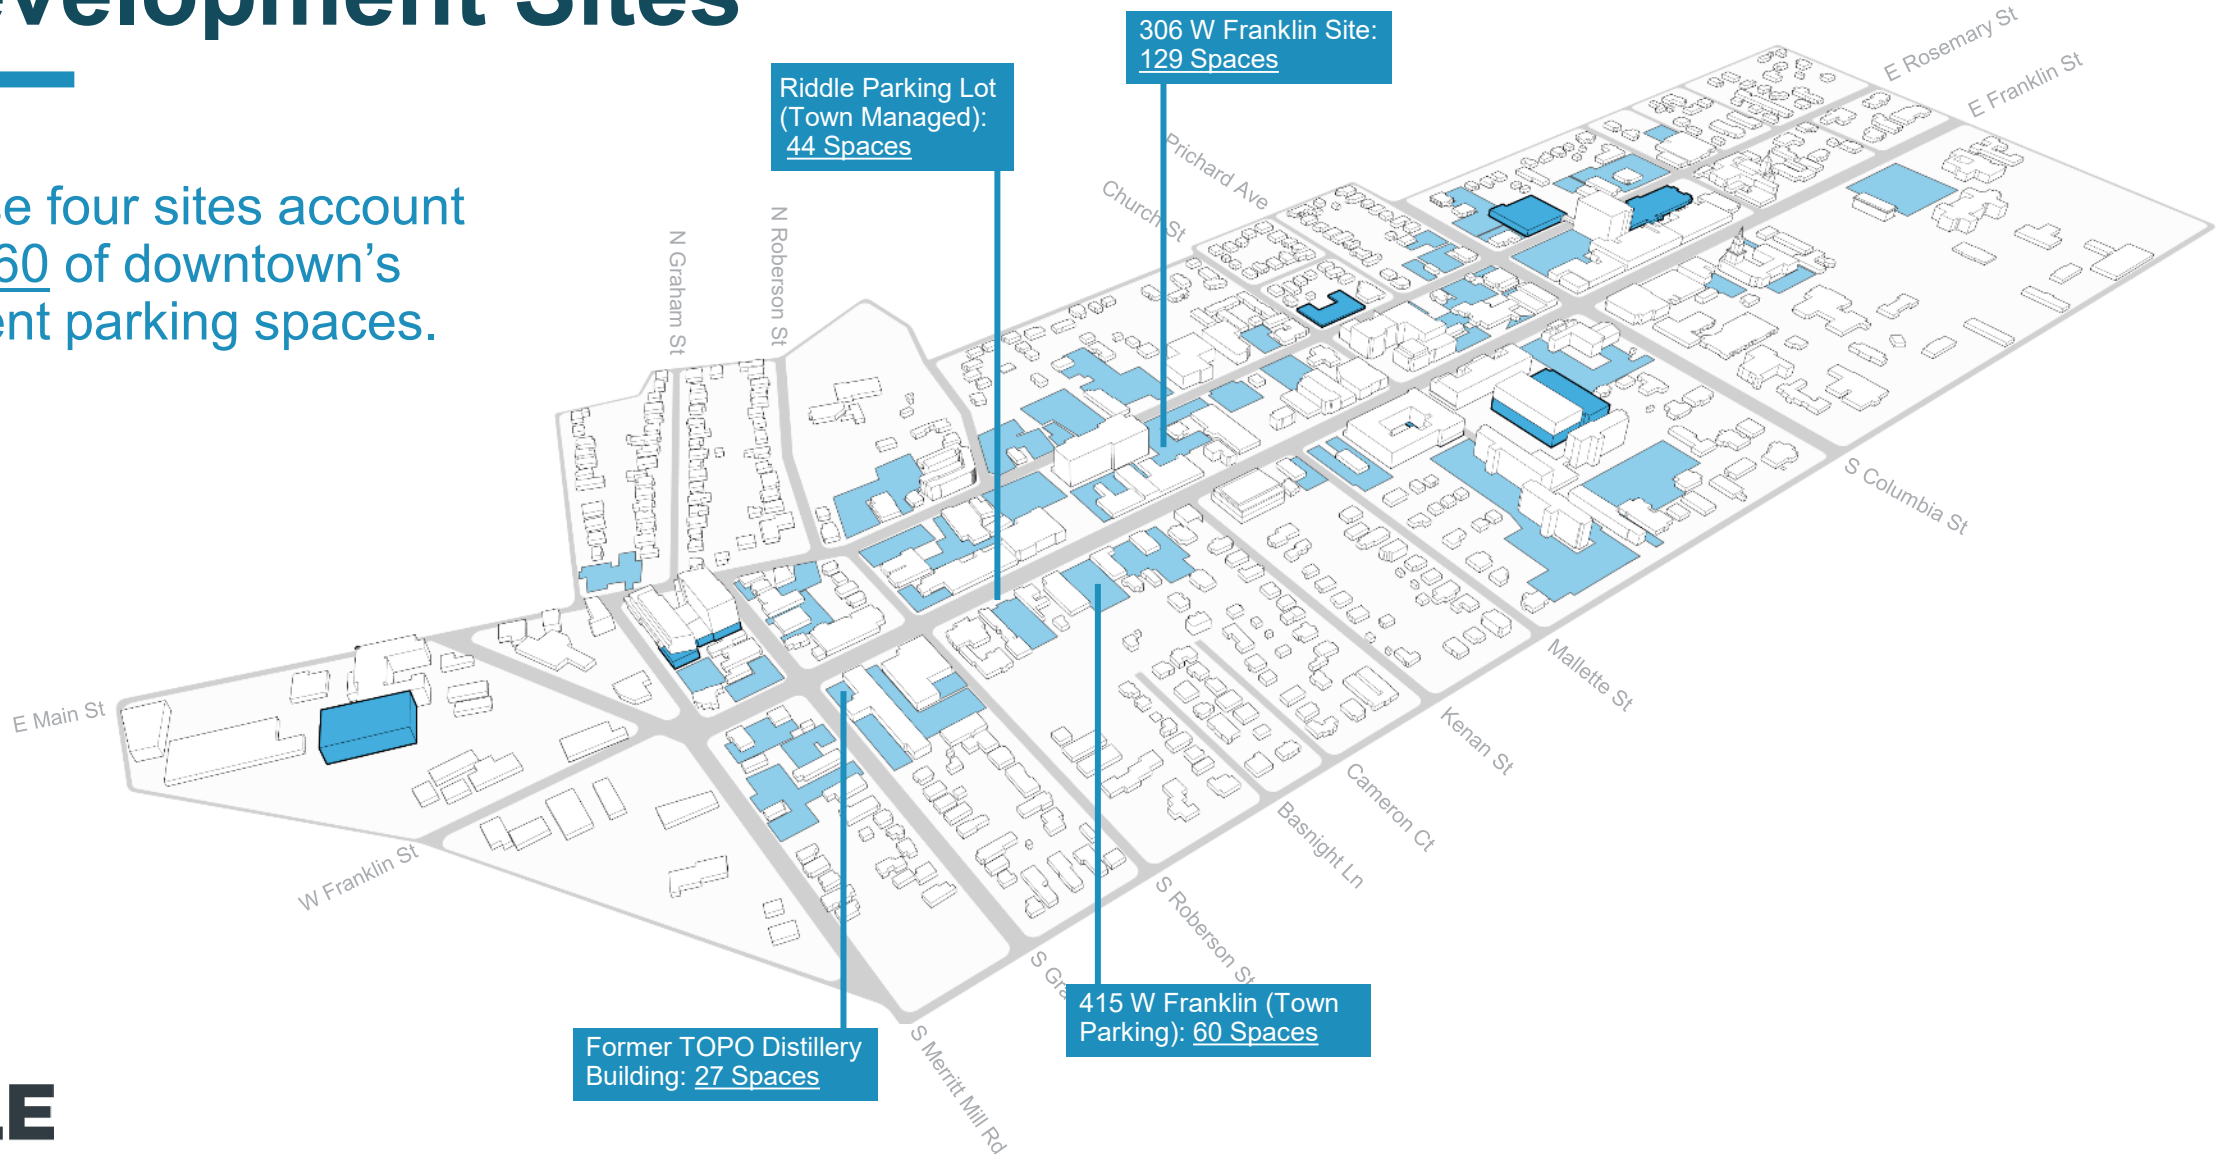 evelopment Sites
se four sites account
60 of downtown's
ent parking spaces.
306 W Franklin Site:
129 Spaces
Riddle Parking Lot
(Town Managed):
44 Spaces
E Rosemary St
E Franklin St
Prichard Ave
Church St
N Roberson St
N Graham St
E Main St
W Franklin St
S Columbia St
Mallette St
Kenan St
Cameron Ct
Basnight Ln
S Roberson St
S Gra
S Merritt Mill Rd
415 W Franklin (Town
Parking): 60 Spaces
Former TOPO Distillery
Building: 27 Spaces
LE